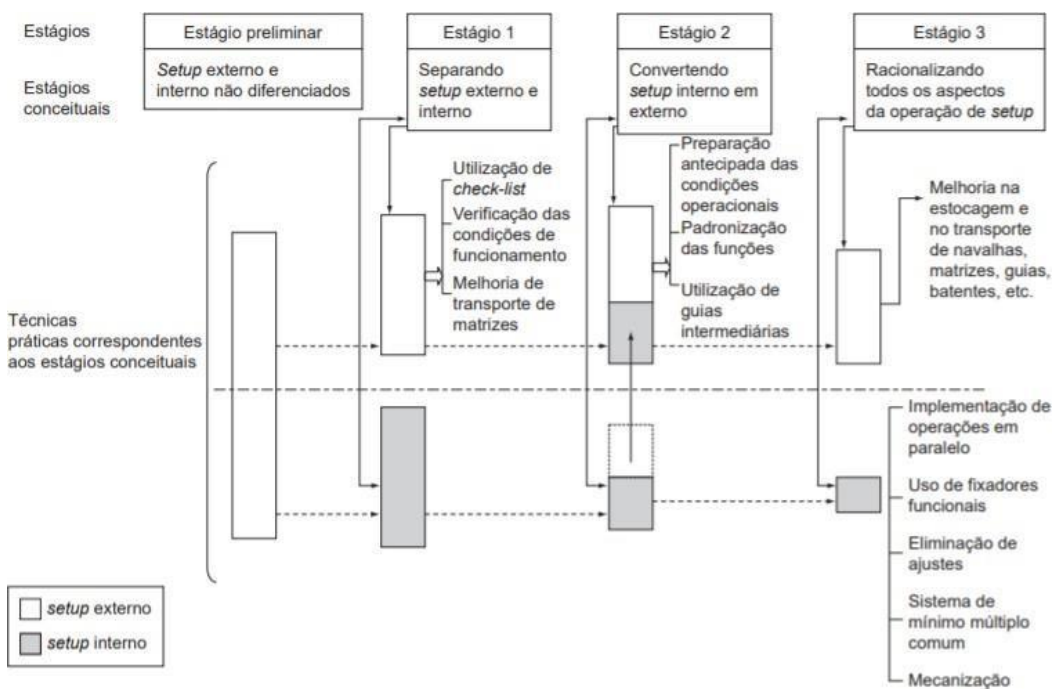 Estágios
Estágio preliminar
Estágio 1
Estágio 2
Estágio 3
Estágios
conceituais
Setup externo e
interno não diferenciados
Separando
setup externo e
interno
Convertendo
setup interno em
externo
Racionalizando
todos os aspectos
da operação de setup
Técnicas
práticas correspondentes
aos estágios conceituais
Utilização de
check-list
Verificação das
condições de
funcionamento
Melhoria de
transporte de
matrizes
Preparação
antecipada das
condições
operacionais
Padronização
das funções
Utilização de
guias
intermediárias
Melhoria na
estocagem e
no transporte
de navalhas,
matrizes, guias,
batentes, etc.
Implementação de
operações em
paralelo
Uso de fixadores
funcionais
Eliminação de
ajustes
Sistema de
mínimo múltiplo
comum
Mecanização
setup externo
setup interno